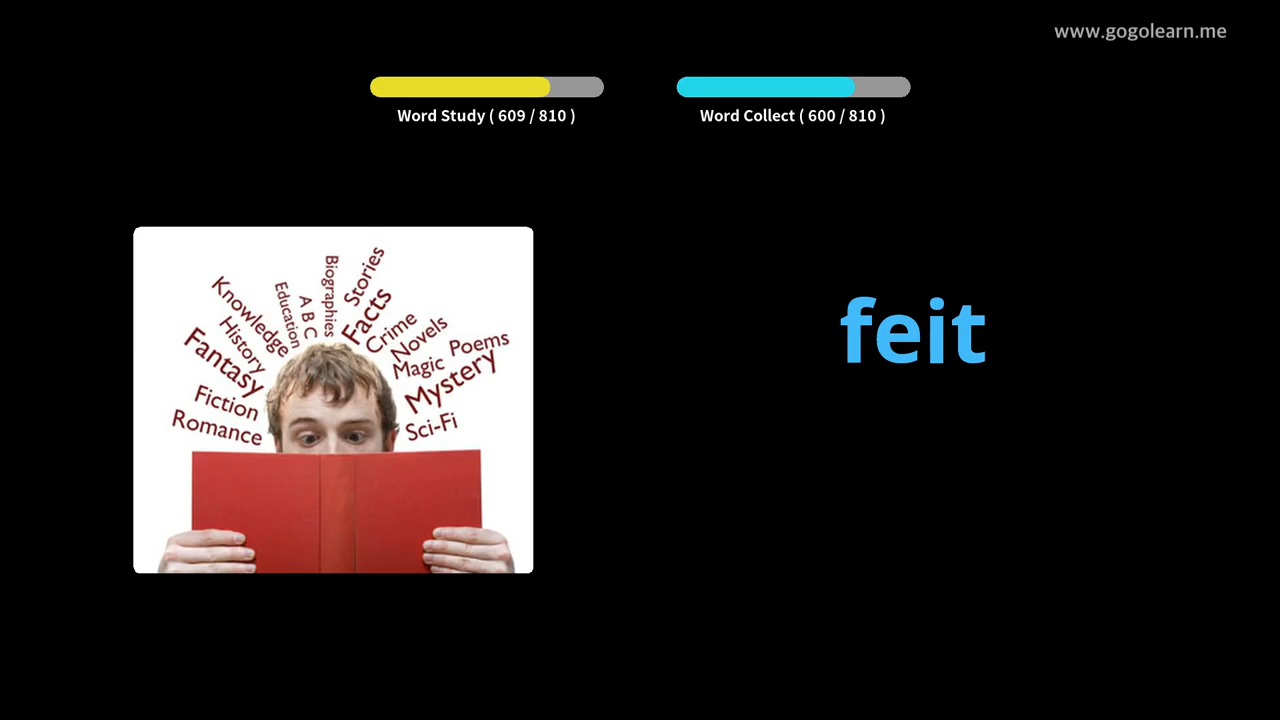 www.gogolearn.me
Word Study ( 609 / 810 )
Word Collect ( 600 / 810 )
feit
Biographies
Stories
Education
A B C
Facts
Knowledge
Crime
History
Novels
Poems
Fantasy
Magic
Mystery
Fiction
Romance
Sci-Fi